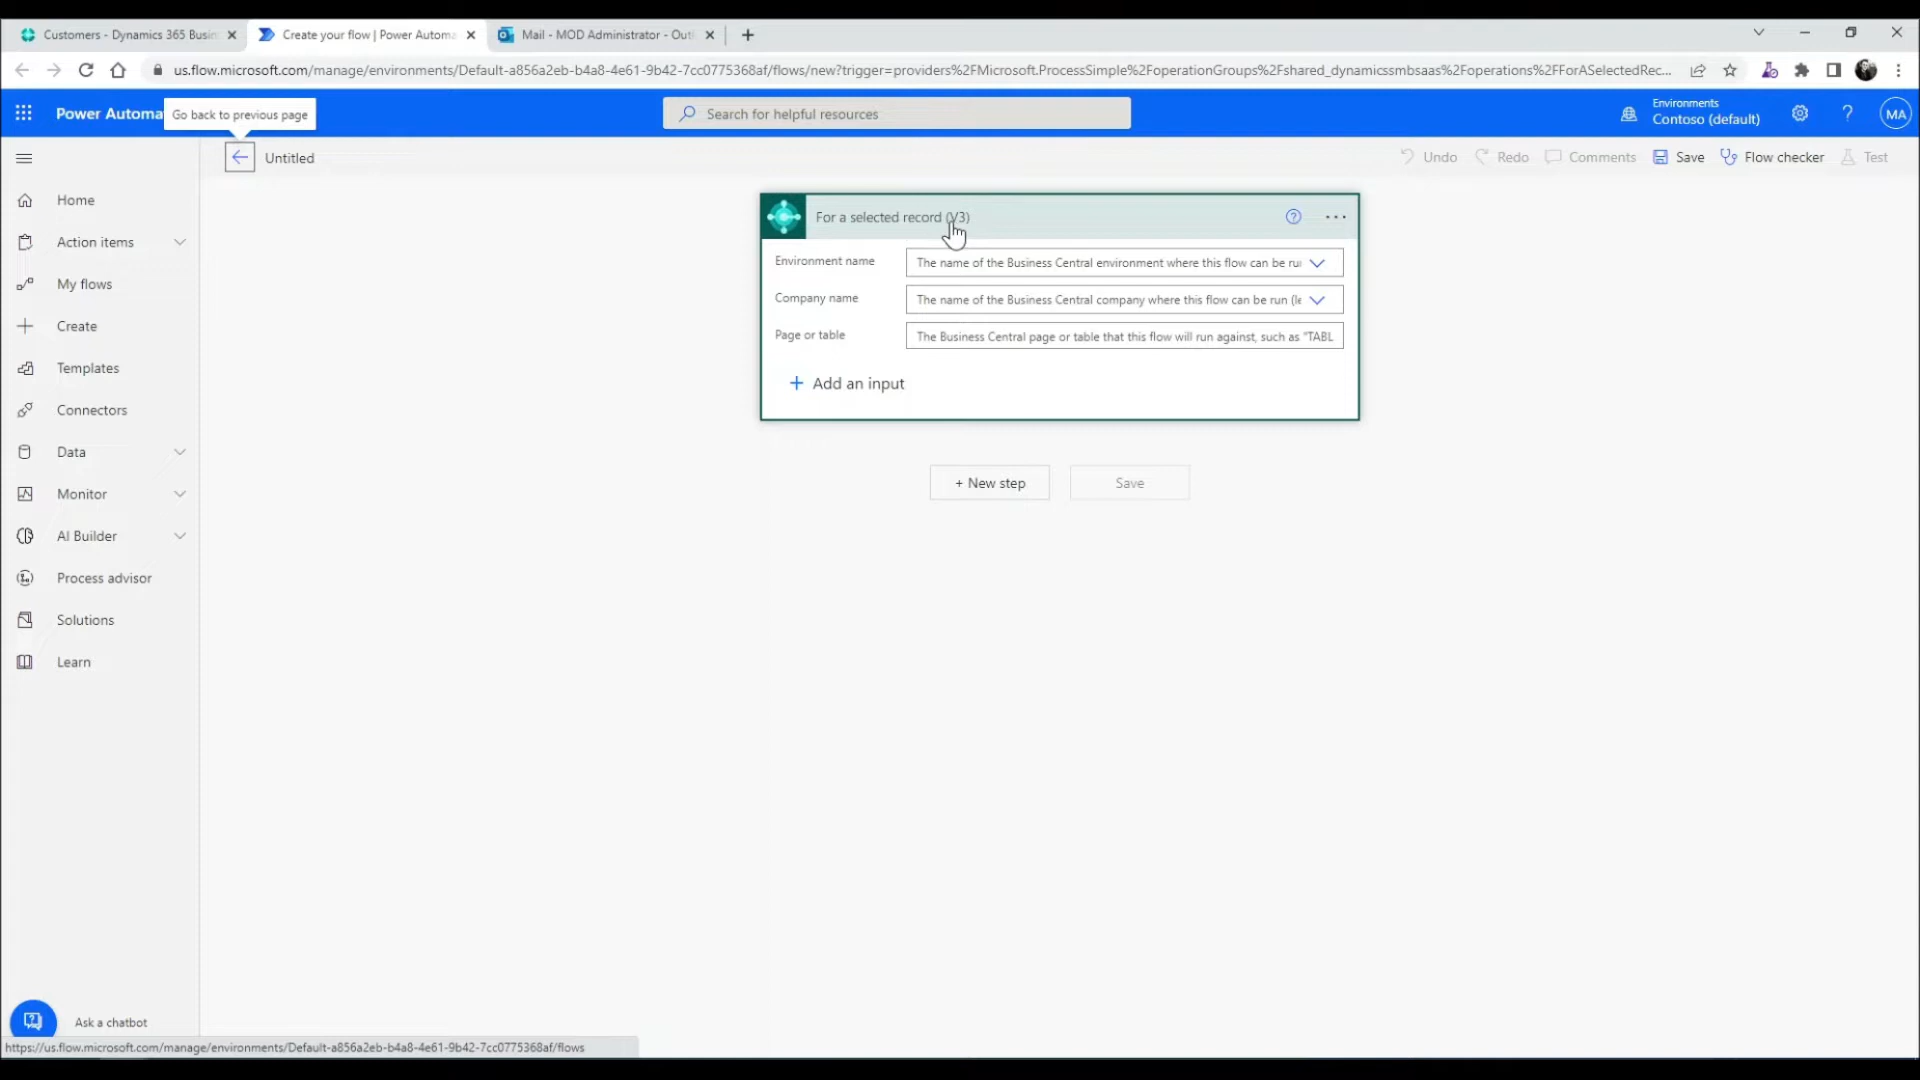 Customers - Dynamics 365 Busin
Create your flow | Power Automa
Mail - MOD Administrator - Outl
us.flow.microsoft.com/manage/environments/Default-a856a2eb-b4a8-4e61-9b42-7cc0775368af/flows/new?trigger=providers%2FMicrosoft.ProcessSimple%2FoperationGroups%2Fshared_dynamicssmbsaas%2Foperations%2FForASelectedRec...
Power Automa
Go back to previous page
Search for helpful resources
Environments
Contoso (default)
MA
Untitled
Undo
Redo
Comments
Save
Flow checker
Test
Home
Action items
My flows
Create
Templates
Connectors
Data
Monitor
AI Builder
Process advisor
Solutions
Learn
For a selected record (V3)
Environment name
The name of the Business Central environment where this flow can be ru
Company name
The name of the Business Central company where this flow can be run (le
Page or table
The Business Central page or table that this flow will run against, such as "TABL
+ Add an input
+ New step
Save
Ask a chatbot
https://us.flow.microsoft.com/manage/environments/Default-a856a2eb-b4a8-4e61-9b42-7cc0775368af/flows